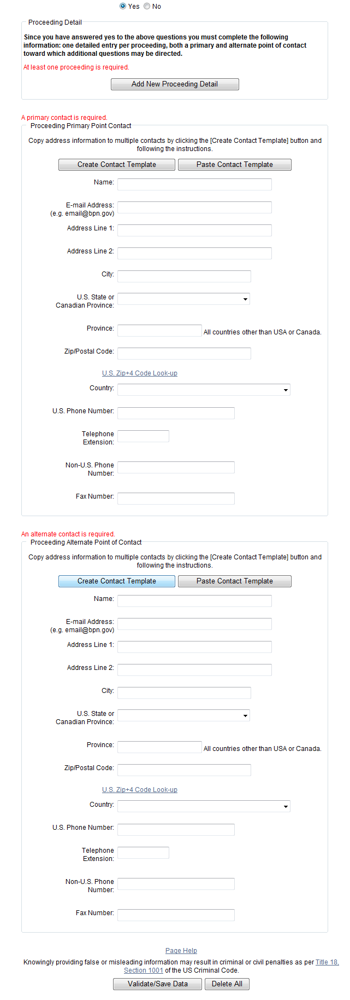 Yes No
Proceeding Detail
Since you have answered yes to the above questions you must complete the following
information: one detailed entry per proceeding, both a primary and alternate point of contact
toward which additional questions may be directed.
At least one proceeding is required.
Add New Proceeding Detail
A primary contact is required.
Proceeding Primary Point Contact
Copy address information to multiple contacts by clicking the [Create Contact Template] button and
following the instructions.
Create Contact Template Paste Contact Template
Name:
E-mail Address:
(e.g. email@bpn.gov)
Address Line 1:
Address Line 2:
City:
U.S. State or
Canadian Province:
Province: All countries other than USA or Canada.
Zip/Postal Code:
U.S. Zip+4 Code Look-up
Country:
U.S. Phone Number:
Telephone
Extension:
Non-U.S. Phone
Number:
Fax Number:
An alternate contact is required.
Proceeding Alternate Point of Contact
Copy address information to multiple contacts by clicking the [Create Contact Template] button and
following the instructions.
Create Contact Template Paste Contact Template
Name:
E-mail Address:
(e.g. email@bpn.gov)
Address Line 1:
Address Line 2:
City:
U.S. State or
Canadian Province:
Province: All countries other than USA or Canada.
Zip/Postal Code:
U.S. Zip+4 Code Look-up
Country:
U.S. Phone Number:
Telephone
Extension:
Non-U.S. Phone
Number:
Fax Number:
Page Help
Knowingly providing false or misleading information may result in criminal or civil penalties as per Title 18,
Section 1001 of the US Criminal Code.
Validate/Save Data Delete All